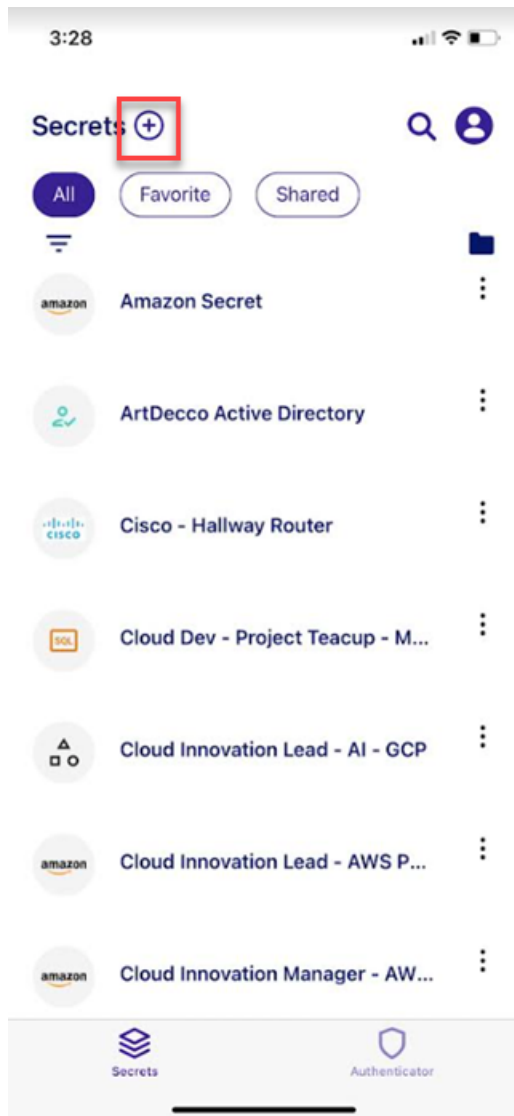 3:28
Secrets
All Favorite Shared
amazon Amazon Secret
ArtDecco Active Directory
CISCO Cisco - Hallway Router
SQL Cloud Dev - Project Teacup - M...
Cloud Innovation Lead - AI - GCP
amazon Cloud Innovation Lead - AWS P...
amazon Cloud Innovation Manager - AW...
Secrets Authenticator